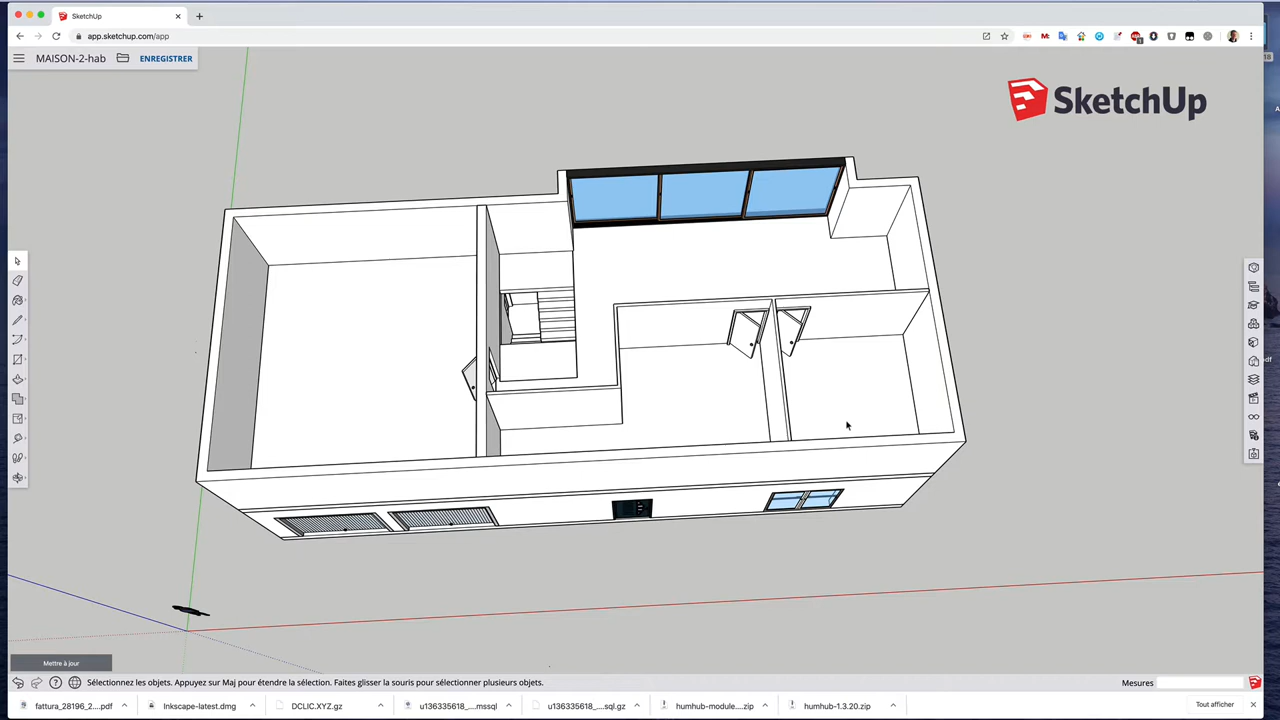 SketchUp
app.sketchup.com/app
MAISON-2-hab
ENREGISTRER
SketchUp
Mettre à jour
Sélectionnez les objets. Appuyez sur Maj pour étendre la sélection. Faites glisser la souris pour sélectionner plusieurs objets.
Mesures
fattura_28196_2....pdf
Inkscape-latest.dmg
DCLIC.XYZ.gz
u136335618_....mssql
u136335618_....sql.gz
humhub-module....zip
humhub-1.3.20.zip
Tout afficher